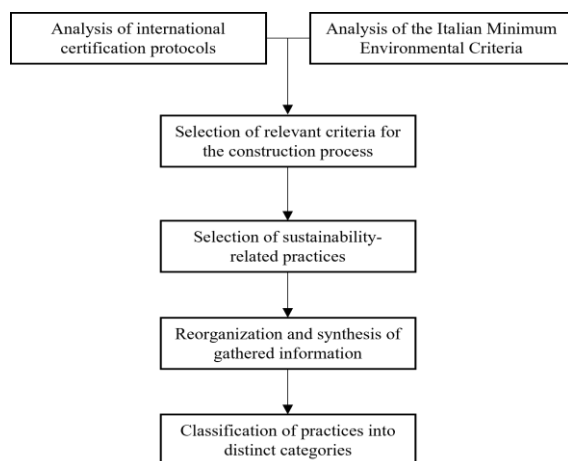 Analysis of international
certification protocols
Analysis of the Italian Minimum
Environmental Criteria
Selection of relevant criteria for
the construction process
Selection of sustainability-
related practices
Reorganization and synthesis of
gathered information
Classification of practices into
distinct categories